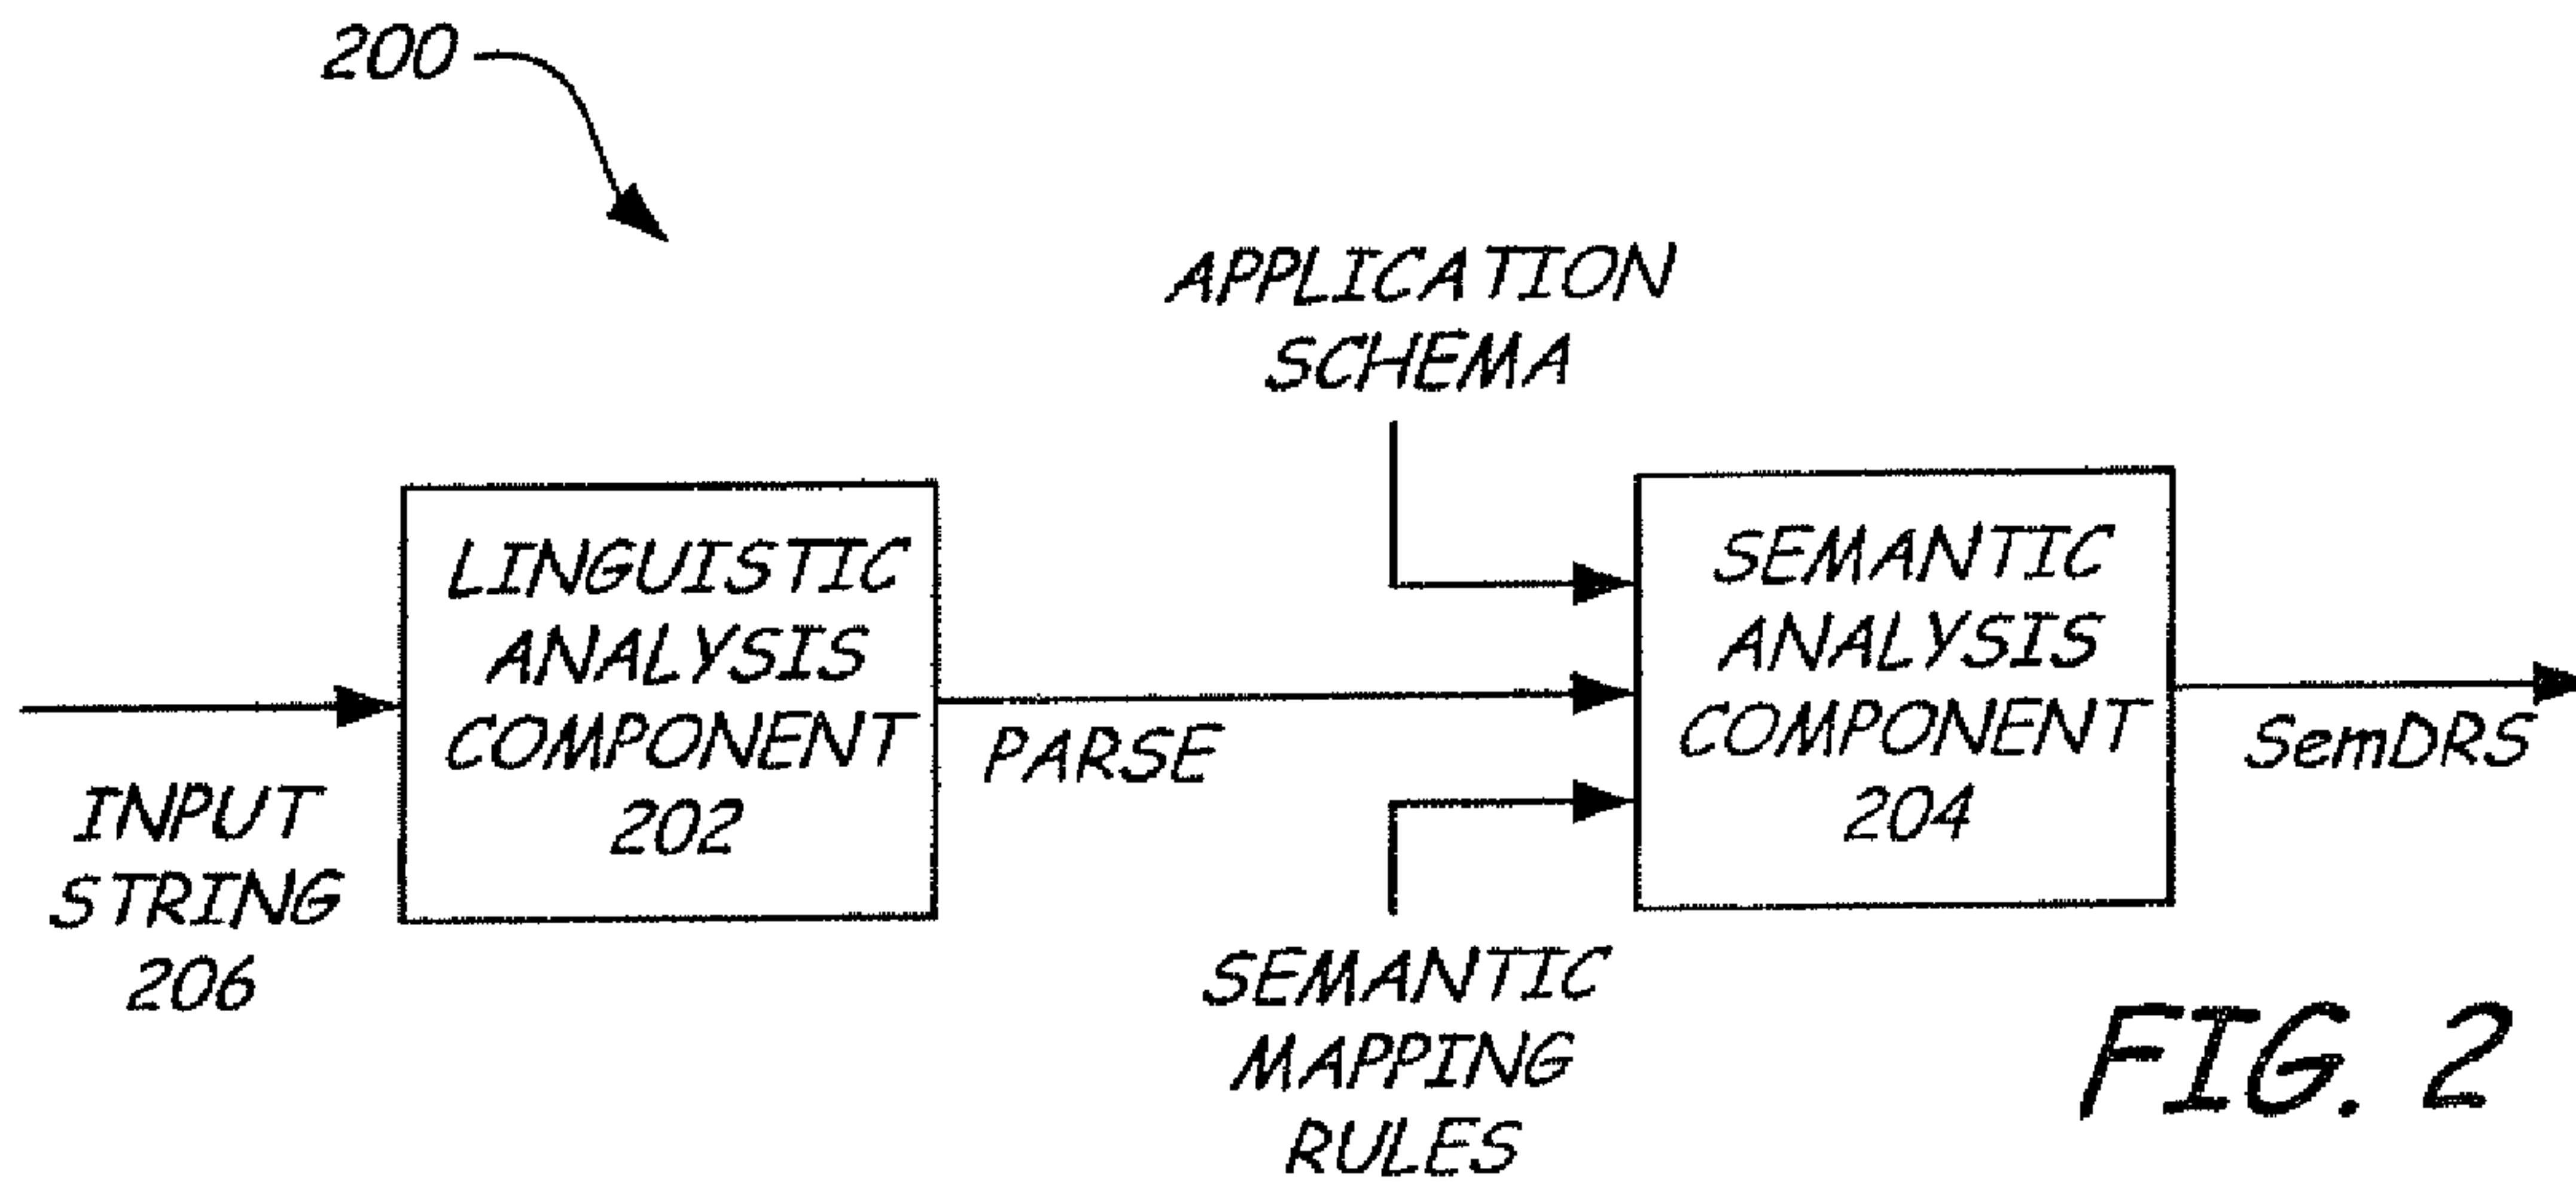 200
APPLICATION
SCHEMA
LINGUISTIC
ANALYSIS
COMPONENT
202
SEMANTIC
ANALYSIS
COMPONENT
204
INPUT
STRING
206
PARSE
SemDRS
SEMANTIC
MAPPING
RULES
FIG. 2